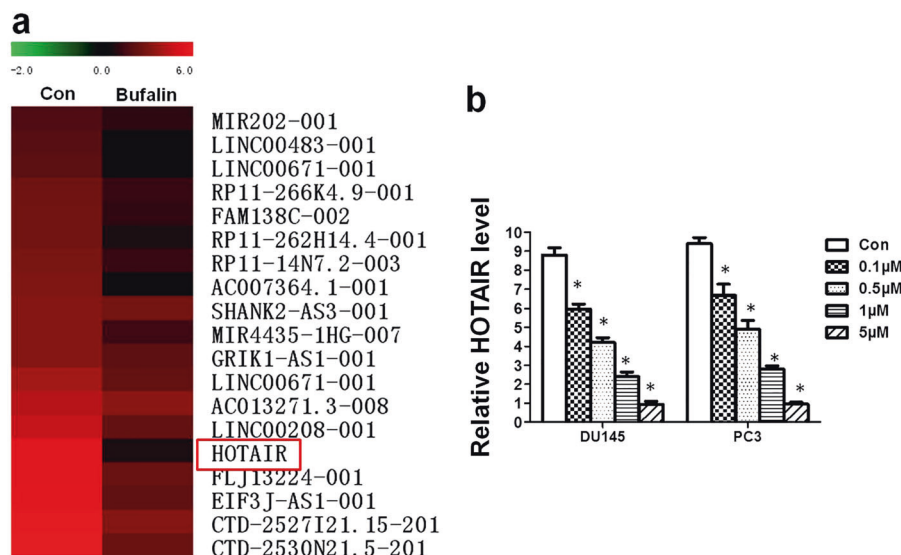 a
-2.0 0.0 6.0
Con Bufalin
MIR202-001
LINC00483-001
LINC00671-001
RP11-266K4.9-001
FAM138C-002
RP11-262H14.4-001
RP11-14N7.2-003
AC007364.1-001
SHANK2-AS3-001
MIR4435-1HG-007
GRIK1-AS1-001
LINC00671-001
AC013271.3-008
LINC00208-001
HOTAIR
FLJ13224-001
EIF3J-AS1-001
CTD-2527I21.15-201
CTD-2530N21.5-201
b
Relative HOTAIR level
10
9
8
7
6
5
4
3
2
1
0
* * * *
* * * *
DU145 PC3
Con
0.1µM
0.5µM
1µM
5µM